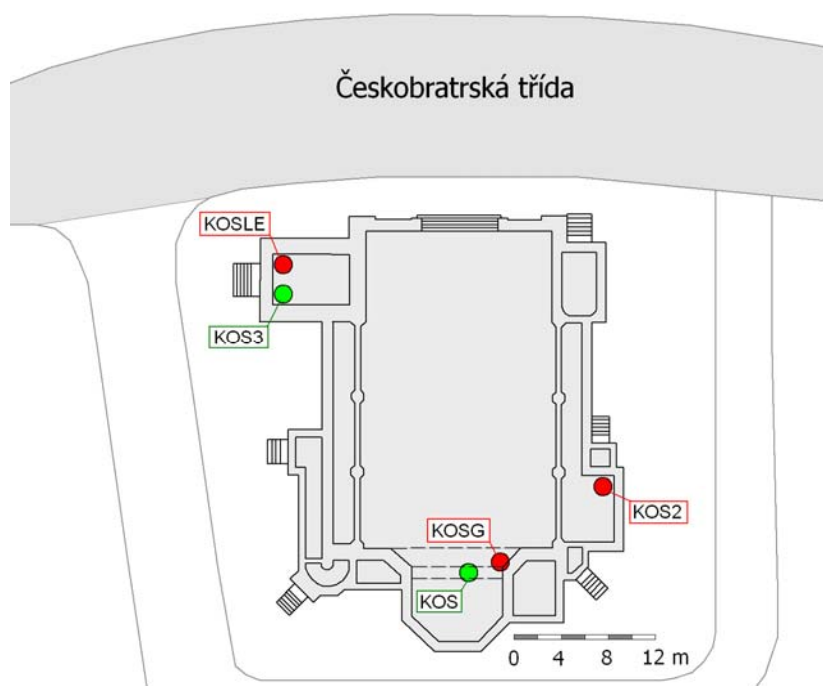 Českobratrská třída
KOSLE
KOS3
KOS2
KOSG
KOS
0 4 8 12 m